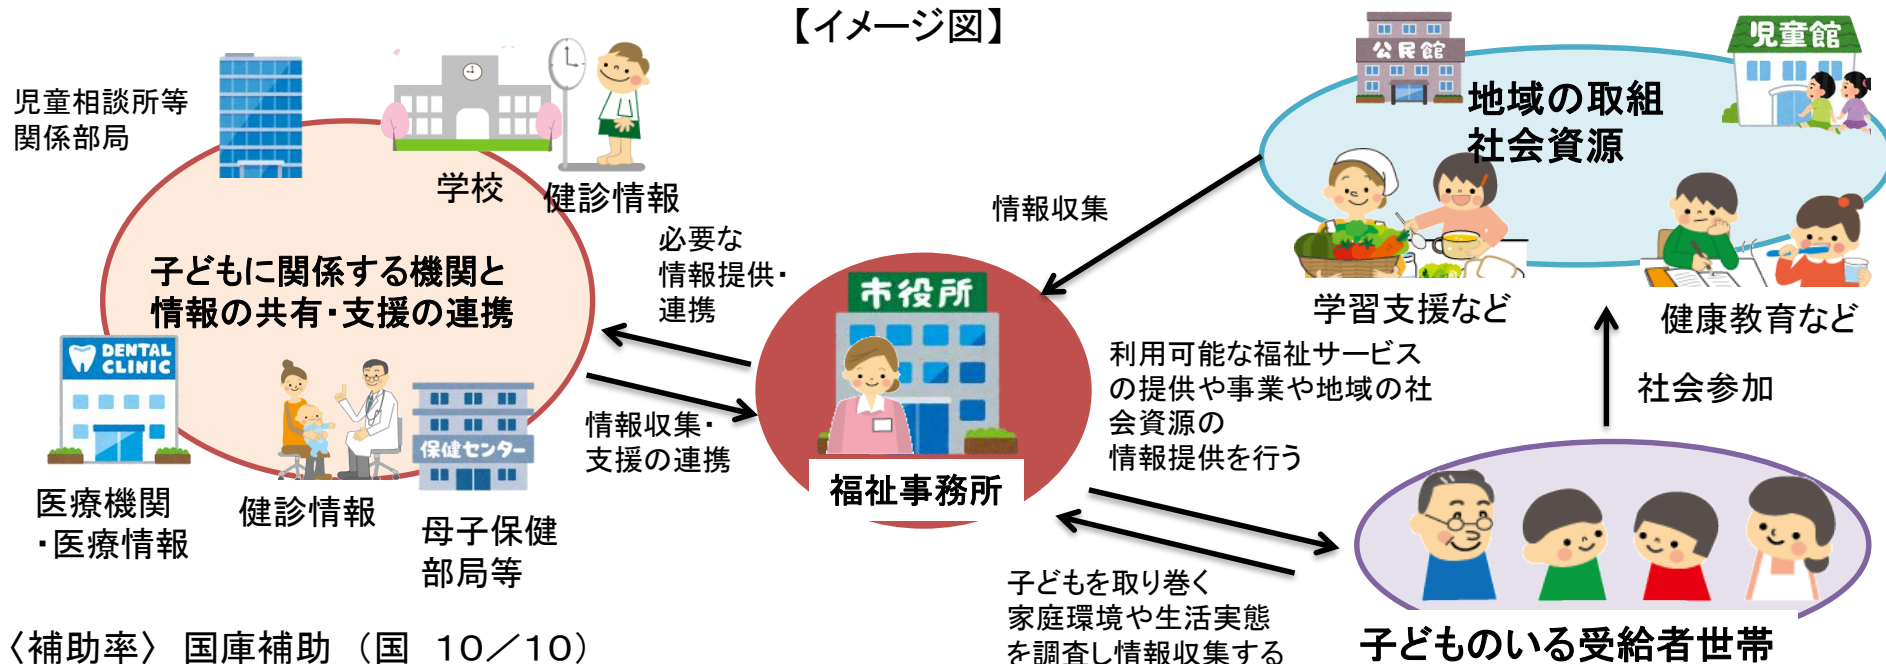 【イメージ図】
児童相談所等
関係部局
学校
健診情報
子どもに関係する機関と
情報の共有・支援の連携
DENTAL
CLINIC
医療機関
・医療情報
健診情報
保健センター
母子保健
部局等
必要な
情報提供・
連携
情報収集・
支援の連携
市役所
福祉事務所
情報収集
公民館
児童館
地域の取組
社会資源
学習支援など
健康教育など
利用可能な福祉サービス
の提供や事業や地域の社
会資源の
情報提供を行う
社会参加
子どもを取り巻く
家庭環境や生活実態
を調査し情報収集する
子どものいる受給者世帯
〈補助率〉 国庫補助 （国 10／10）